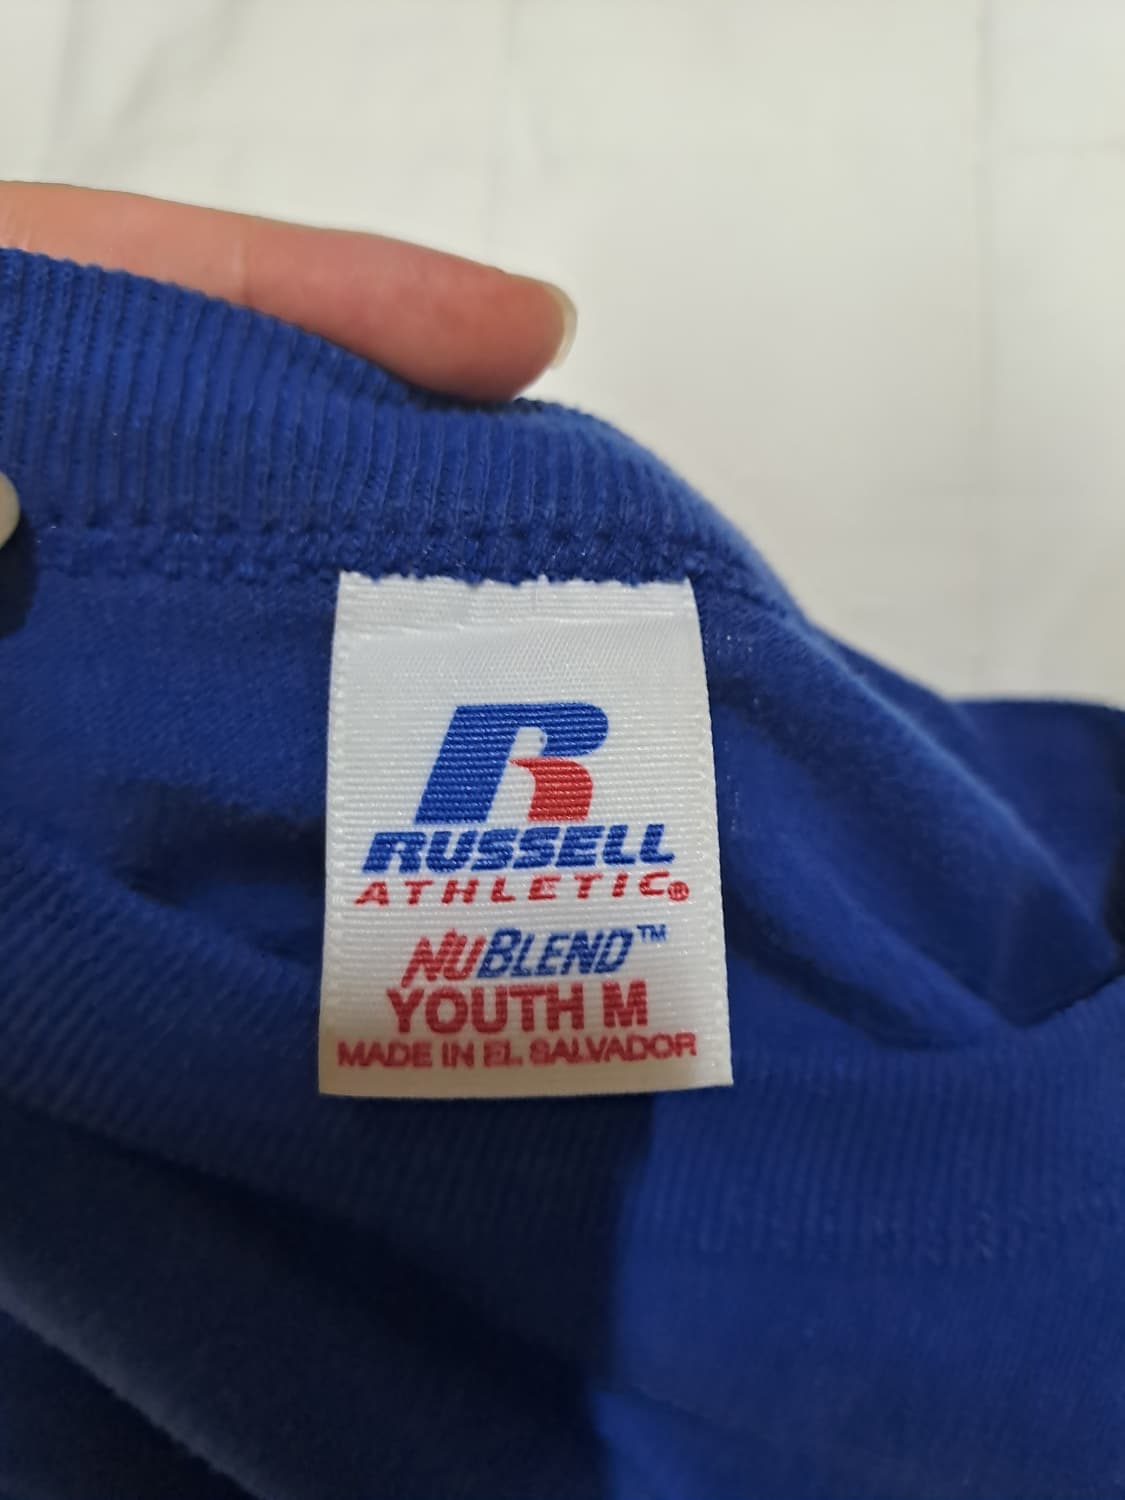 R
RUSSELL
ATHLETIC®
NUBLEND™
YOUTH M
MADE IN EL SALVADOR